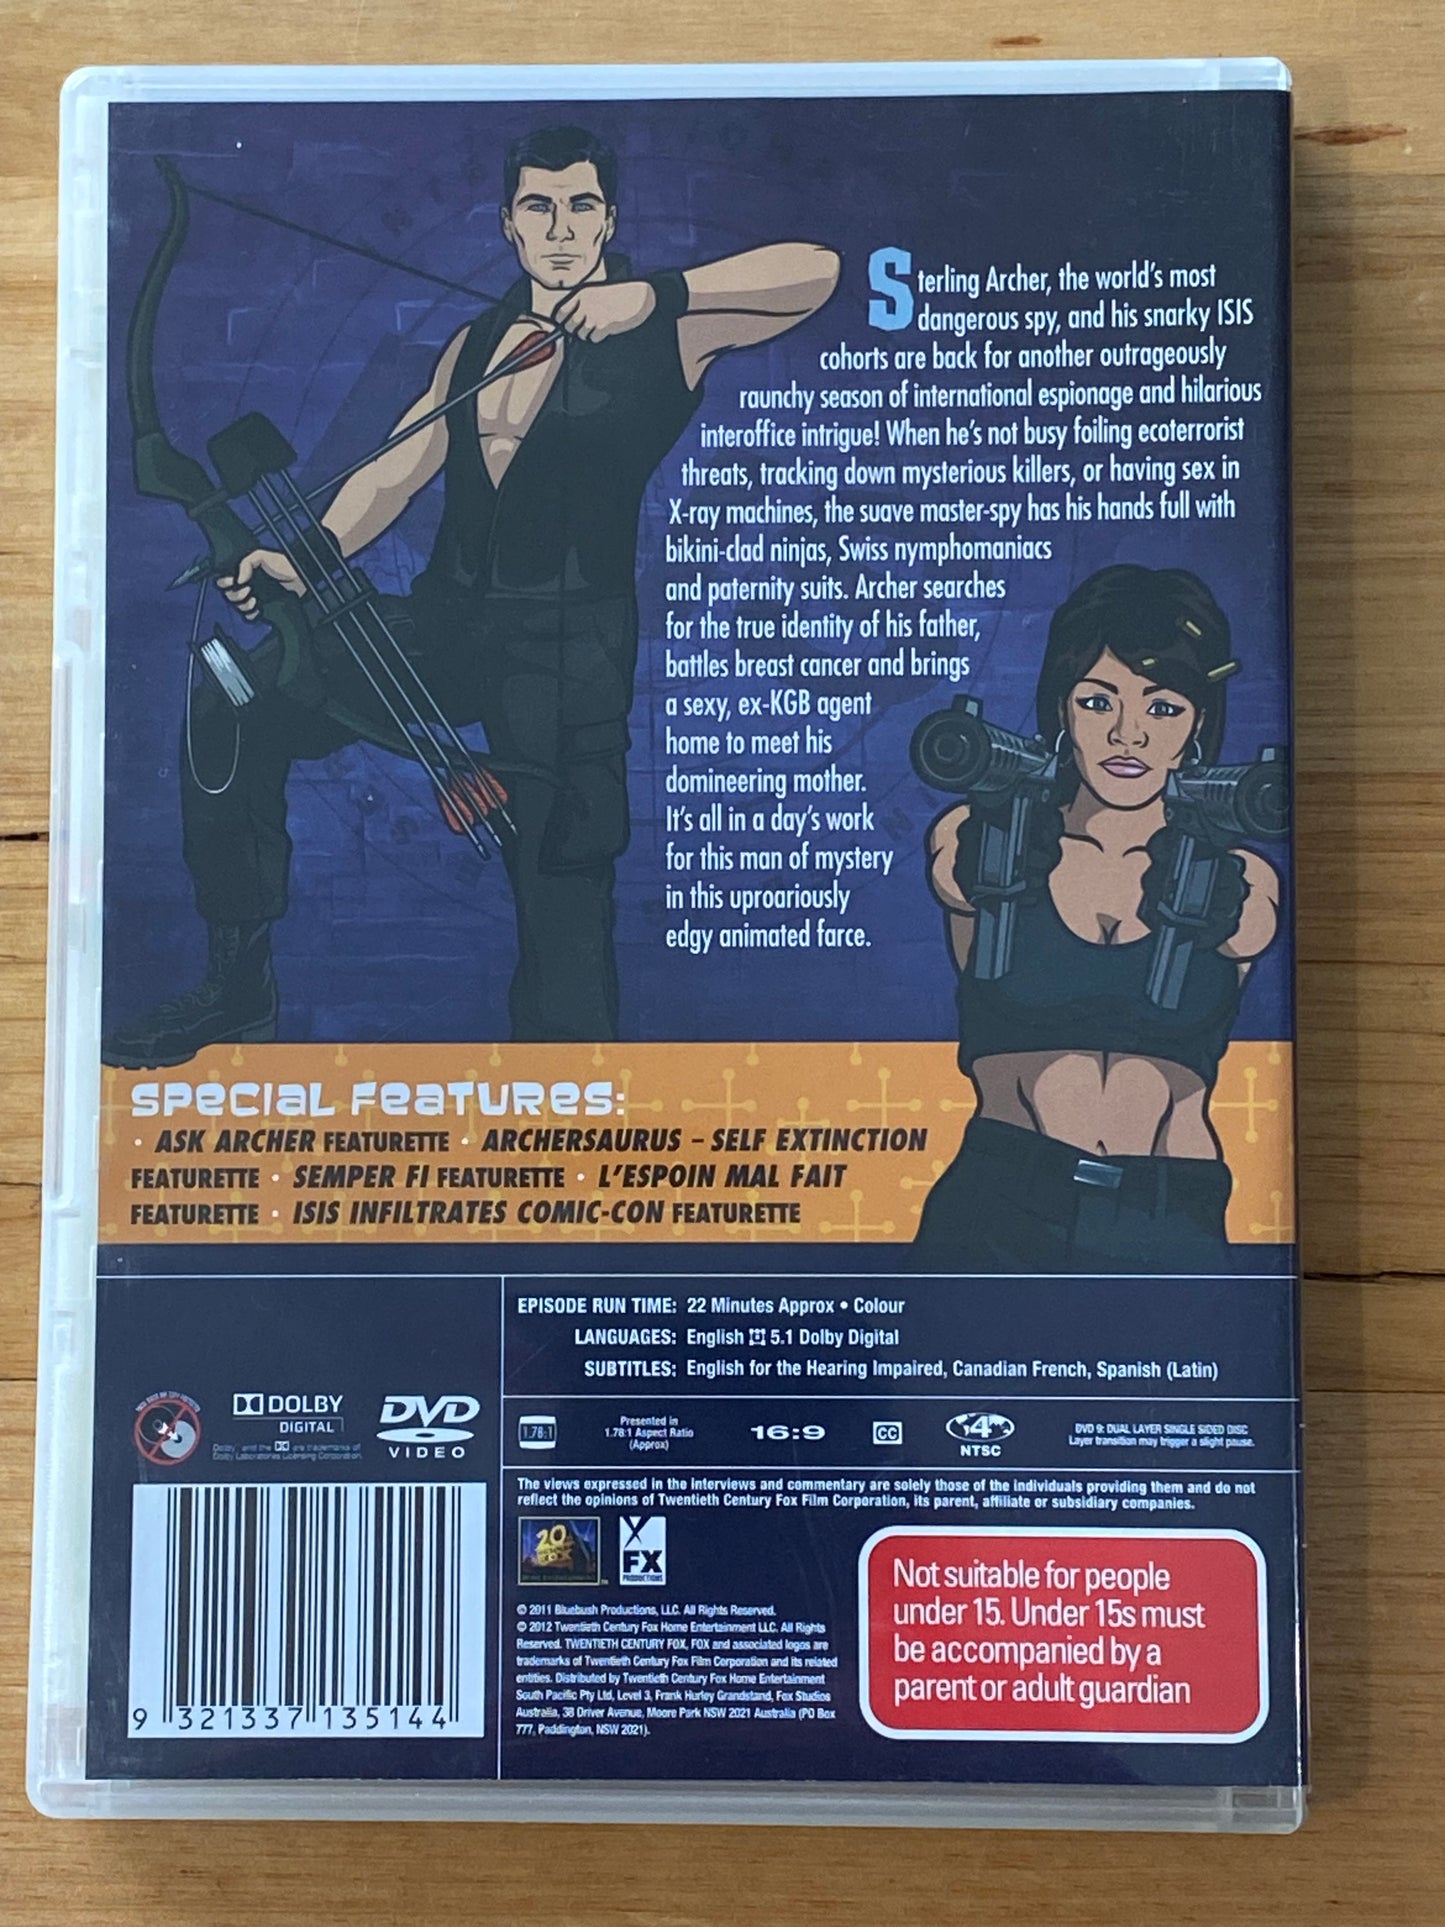 Sterling Archer, the world's most
dangerous spy, and his snarky ISIS
cohorts are back for another outrageously
raunchy season of international espionage and hilarious
interoffice intrigue! When he's not busy foiling ecoterrorist
threats, tracking down mysterious killers, or having sex in
X-ray machines, the suave master-spy has his hands full with
bikini-clad ninjas, Swiss nymphomaniacs
and paternity suits. Archer searches
for the true identity of his father,
battles breast cancer and brings
a sexy, ex-KGB agent
home to meet his
domineering mother.
It's all in a day's work
for this man of mystery
in this uproariously
edgy animated farce.
SPECIAL FEATURES:
• ASK ARCHER FEATURETTE • ARCHERSAURUS – SELF EXTINCTION
FEATURETTE • SEMPER FI FEATURETTE • L'ESPOIN MAL FAIT
FEATURETTE • ISIS INFILTRATES COMIC-CON FEATURETTE
EPISODE RUN TIME: 22 Minutes Approx • Colour
LANGUAGES: English 5.1 Dolby Digital
SUBTITLES: English for the Hearing Impaired, Canadian French, Spanish (Latin)
DOLBY
DIGITAL
Dolby and the are trademarks of
Dolby Laboratories Licensing Corporation.
DVD
VIDEO
1.78:1
Presented in
1.78:1 Aspect Ratio
(Approx)
16:9
CC
4
NTSC
DVD 9: DUAL LAYER SINGLE SIDED DISC
Layer transition may trigger a slight pause.
The views expressed in the interviews and commentary are solely those of the individuals providing them and do not
reflect the opinions of Twentieth Century Fox Film Corporation, its parent, affiliate or subsidiary companies.
20
FOX
FX
PRODUCTIONS
© 2011 Bluebush Productions, LLC. All Rights Reserved.
© 2012 Twentieth Century Fox Home Entertainment LLC. All Rights
Reserved. TWENTIETH CENTURY FOX, FOX and associated logos are
trademarks of Twentieth Century Fox Film Corporation and its related
entities. Distributed by Twentieth Century Fox Home Entertainment
South Pacific Pty Ltd, Level 3, Frank Hurley Grandstand, Fox Studios
Australia, 38 Driver Avenue, Moore Park NSW 2021 Australia (PO Box
777, Paddington, NSW 2021).
Not suitable for people
under 15. Under 15s must
be accompanied by a
parent or adult guardian
9 321337 135144